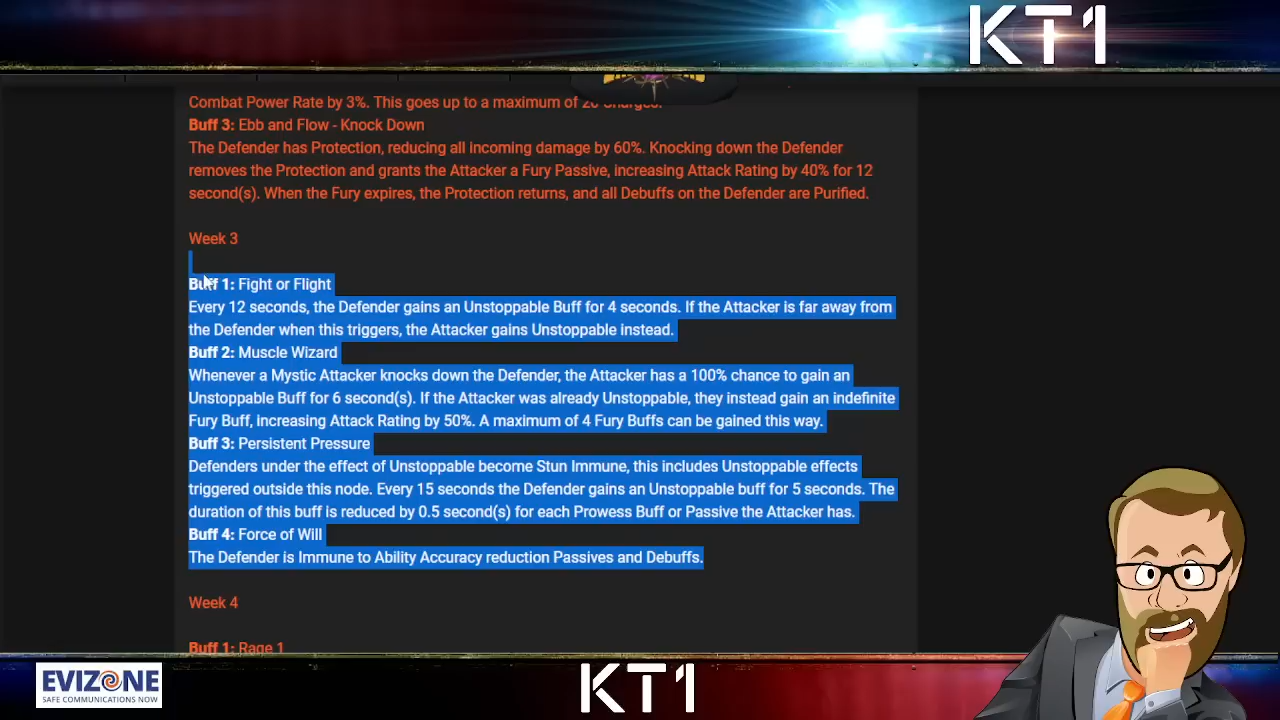 KT1
Combat Power Rate by 3%. This goes up to a maximum of 20 Charges.
Buff 3: Ebb and Flow - Knock Down
The Defender has Protection, reducing all incoming damage by 60%. Knocking down the Defender
removes the Protection and grants the Attacker a Fury Passive, increasing Attack Rating by 40% for 12
second(s). When the Fury expires, the Protection returns, and all Debuffs on the Defender are Purified.
Week 3
Buff 1: Fight or Flight
Every 12 seconds, the Defender gains an Unstoppable Buff for 4 seconds. If the Attacker is far away from
the Defender when this triggers, the Attacker gains Unstoppable instead.
Buff 2: Muscle Wizard
Whenever a Mystic Attacker knocks down the Defender, the Attacker has a 100% chance to gain an
Unstoppable Buff for 6 second(s). If the Attacker was already Unstoppable, they instead gain an indefinite
Fury Buff, increasing Attack Rating by 50%. A maximum of 4 Fury Buffs can be gained this way.
Buff 3: Persistent Pressure
Defenders under the effect of Unstoppable become Stun Immune, this includes Unstoppable effects
triggered outside this node. Every 15 seconds the Defender gains an Unstoppable buff for 5 seconds. The
duration of this buff is reduced by 0.5 second(s) for each Prowess Buff or Passive the Attacker has.
Buff 4: Force of Will
The Defender is Immune to Ability Accuracy reduction Passives and Debuffs.
Week 4
Buff 1: Rage 1
EVIZONE
SAFE COMMUNICATIONS NOW
KT1